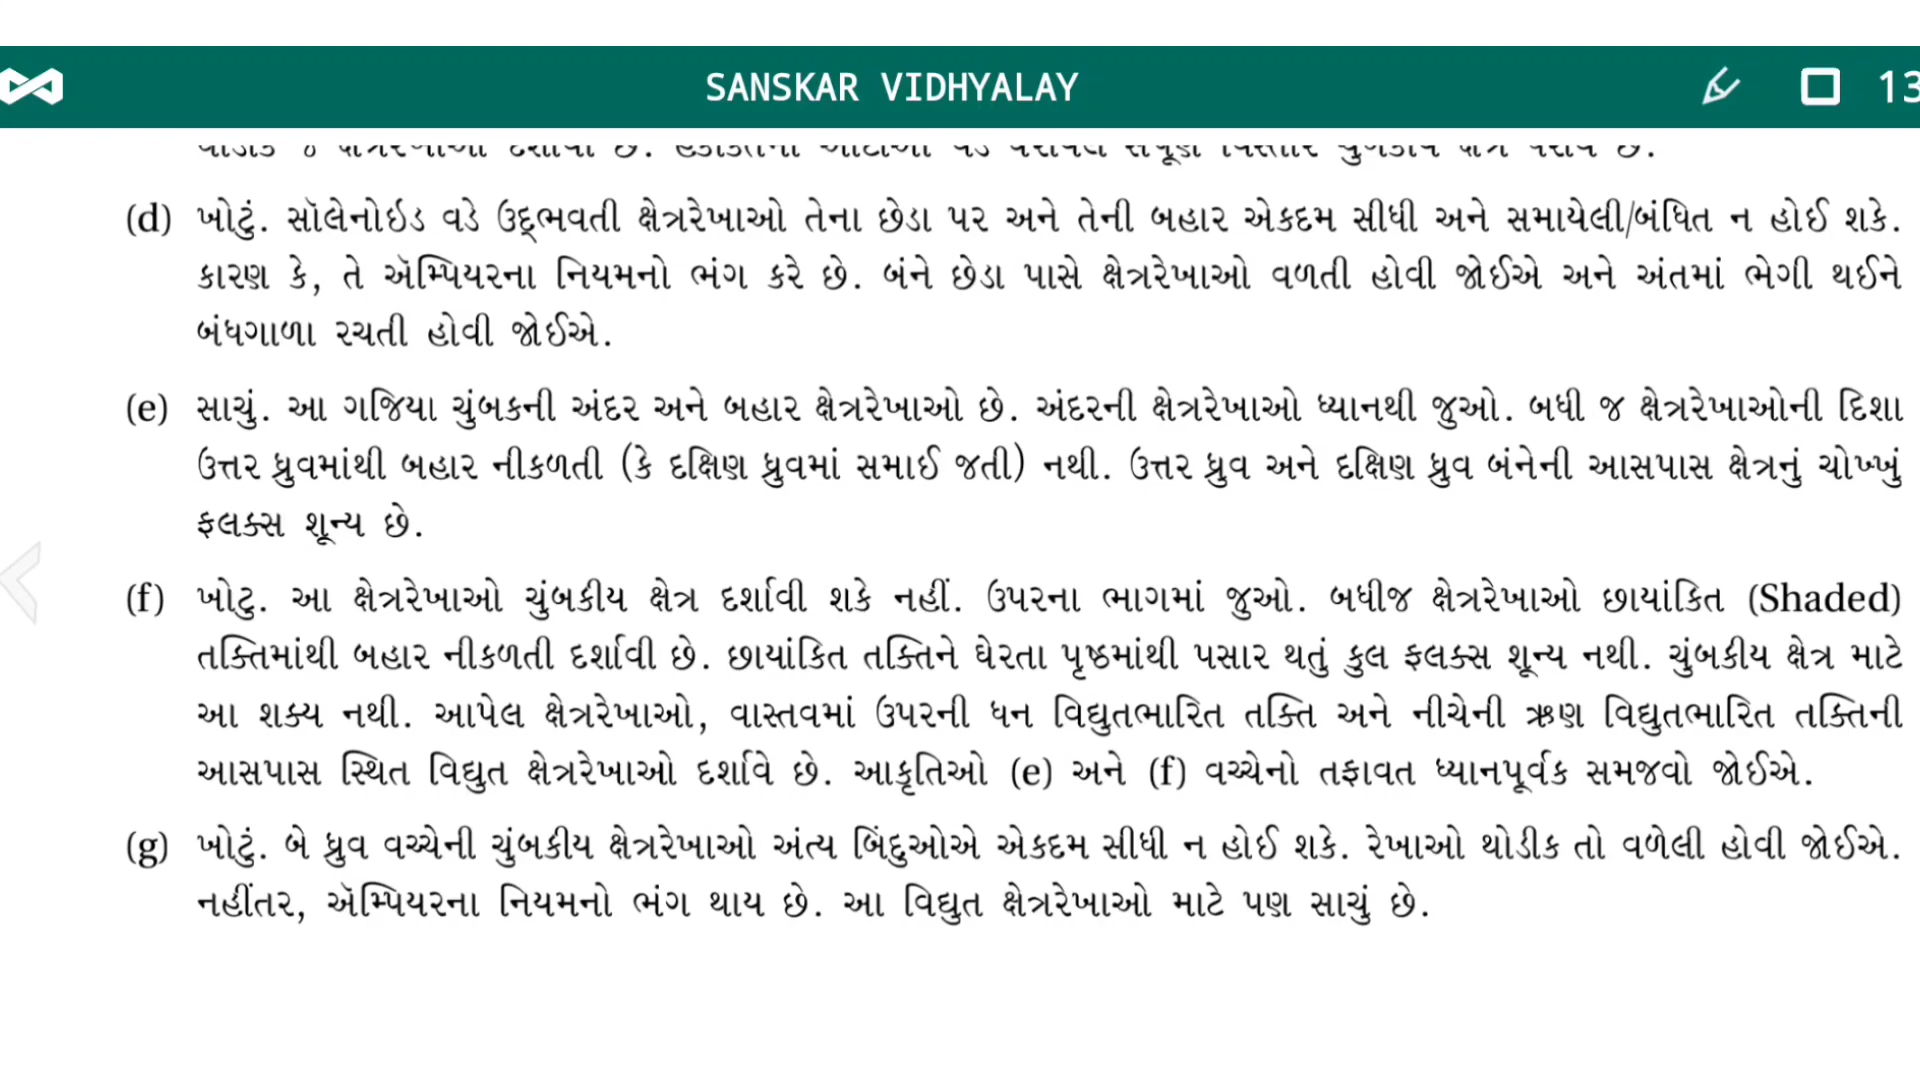 SANSKAR VIDHYALAY
13
(d) ખોટું. સૉલેનોઇડ વડે ઉદ્ભવતી ક્ષેત્રરેખાઓ તેના છેડા પર અને તેની બહાર એકદમ સીધી અને સમાયેલી/બંધિત ન હોઈ શકે.
કારણ કે, તે ઍમ્પિયરના નિયમનો ભંગ કરે છે. બંને છેડા પાસે ક્ષેત્રરેખાઓ વળતી હોવી જોઈએ અને અંતમાં ભેગી થઈને
બંધગાળા રચતી હોવી જોઈએ.
(e) સાચું. આ ગજિયા ચુંબકની અંદર અને બહાર ક્ષેત્રરેખાઓ છે. અંદરની ક્ષેત્રરેખાઓ ધ્યાનથી જુઓ. બધી જ ક્ષેત્રરેખાઓની દિશા
ઉત્તર ધ્રુવમાંથી બહાર નીકળતી (કે દક્ષિણ ધ્રુવમાં સમાઈ જતી) નથી. ઉત્તર ધ્રુવ અને દક્ષિણ ધ્રુવ બંનેની આસપાસ ક્ષેત્રનું ચોખ્ખું
ફલક્સ શૂન્ય છે.
(f) ખોટુ. આ ક્ષેત્રરેખાઓ ચુંબકીય ક્ષેત્ર દર્શાવી શકે નહીં. ઉપરના ભાગમાં જુઓ. બધીજ ક્ષેત્રરેખાઓ છાયાંકિત (Shaded)
તક્તિમાંથી બહાર નીકળતી દર્શાવી છે. છાયાંકિત તક્તિને ઘેરતા પૃષ્ઠમાંથી પસાર થતું કુલ ફલક્સ શૂન્ય નથી. ચુંબકીય ક્ષેત્ર માટે
આ શક્ય નથી. આપેલ ક્ષેત્રરેખાઓ, વાસ્તવમાં ઉપરની ધન વિદ્યુતભારિત તક્તિ અને નીચેની ઋણ વિદ્યુતભારિત તક્તિની
આસપાસ સ્થિત વિદ્યુત ક્ષેત્રરેખાઓ દર્શાવે છે. આકૃતિઓ (e) અને (f) વચ્ચેનો તફાવત ધ્યાનપૂર્વક સમજવો જોઈએ.
(g) ખોટું. બે ધ્રુવ વચ્ચેની ચુંબકીય ક્ષેત્રરેખાઓ અંત્ય બિંદુઓએ એકદમ સીધી ન હોઈ શકે. રેખાઓ થોડીક તો વળેલી હોવી જોઈએ.
નહીંતર, ઍમ્પિયરના નિયમનો ભંગ થાય છે. આ વિદ્યુત ક્ષેત્રરેખાઓ માટે પણ સાચું છે.